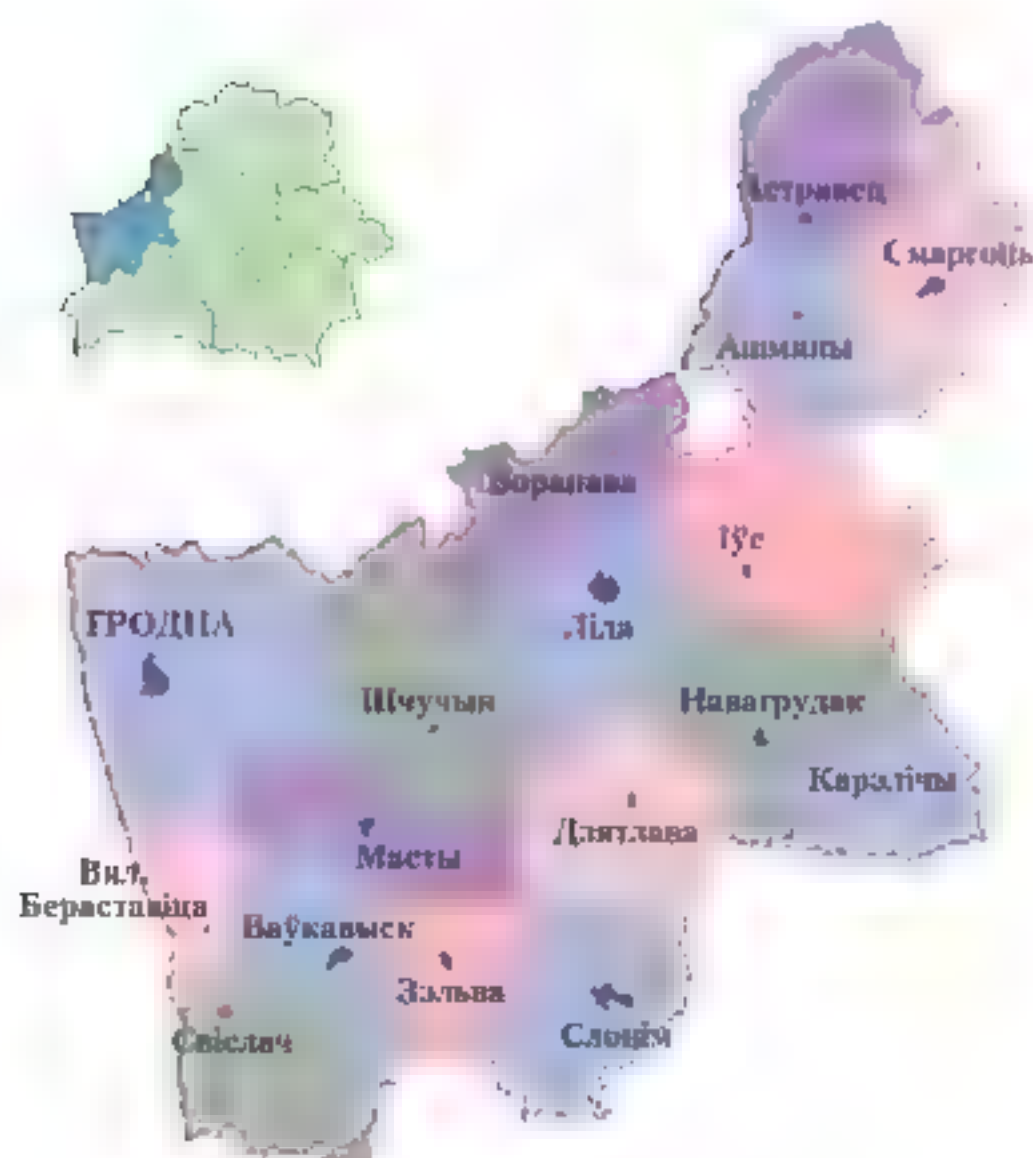 Астравец
Смаргонь
Ашмяны
Воранава
Іўе
ГРОДНА
Ліда
Шчучын
Навагрудак
Карэлічы
Дзятлава
Масты
Вял.
Бераставіца
Ваўкавыск
Зэльва
Слонім
Свіслач